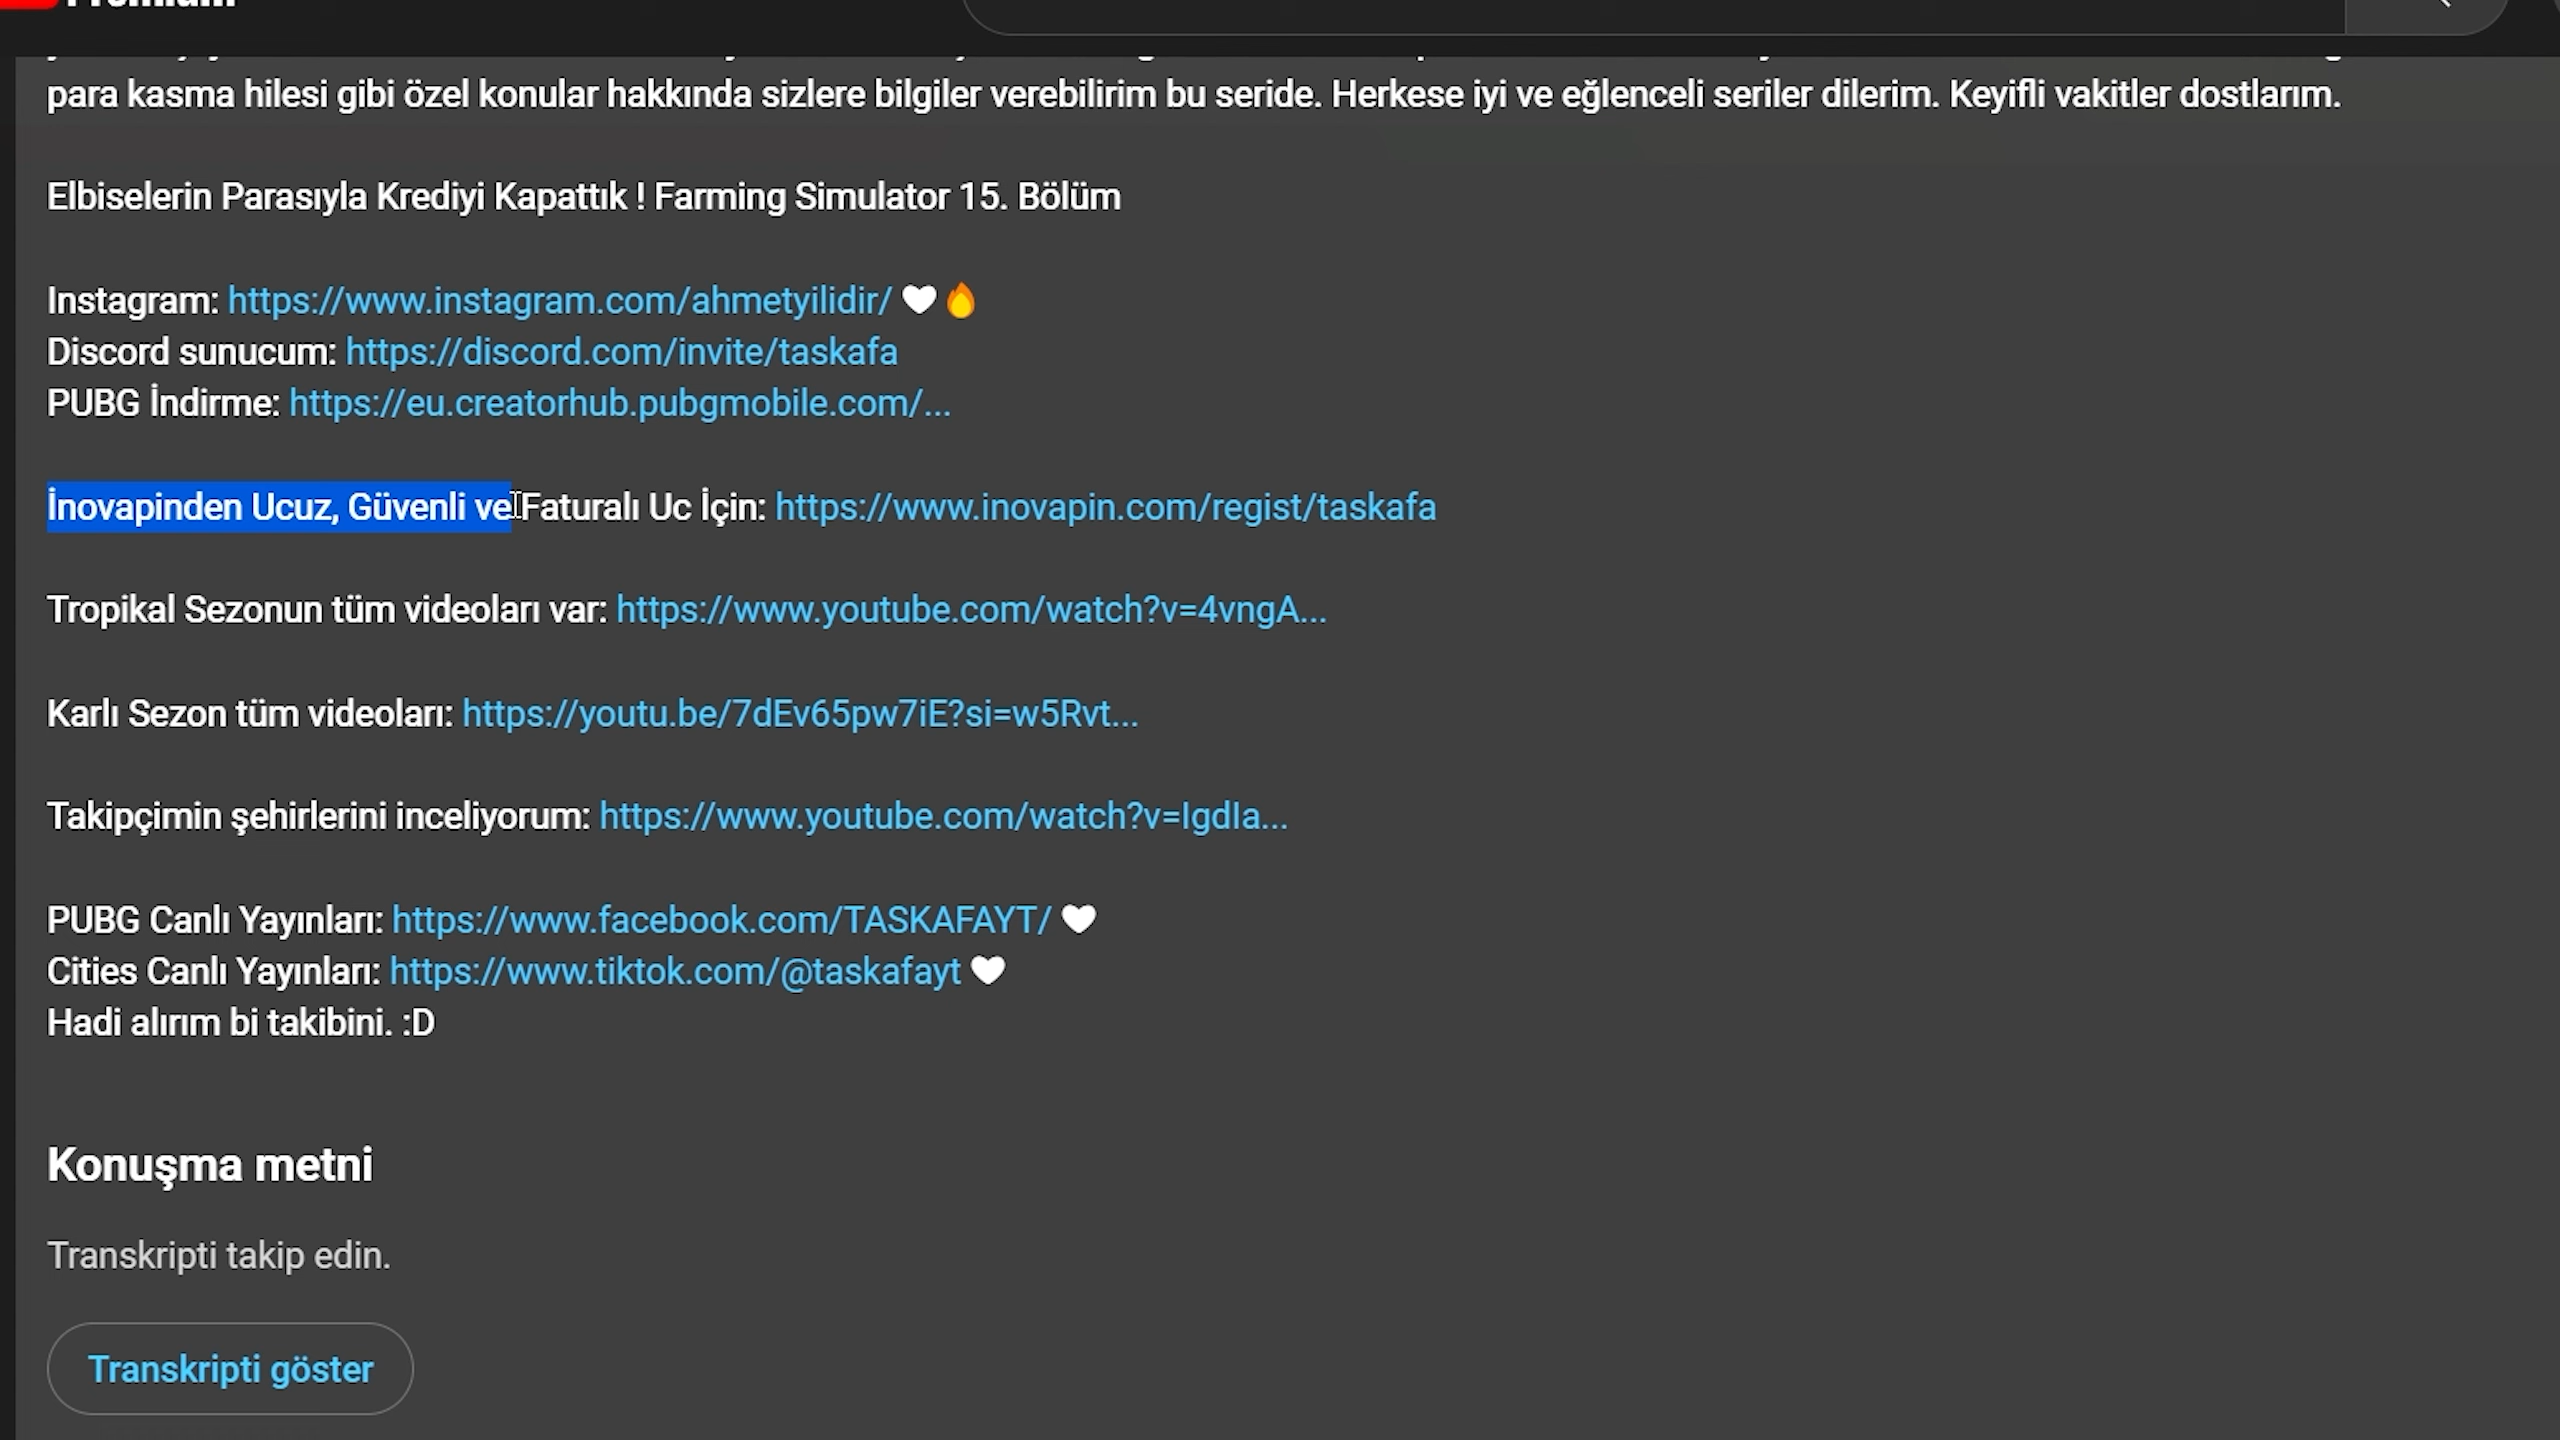 Premium
para kasma hilesi gibi özel konular hakkında sizlere bilgiler verebilirim bu seride. Herkese iyi ve eğlenceli seriler dilerim. Keyifli vakitler dostlarım.
Elbiselerin Parasıyla Krediyi Kapattık ! Farming Simulator 15. Bölüm
Instagram: https://www.instagram.com/ahmetyilidir/ 🤍🔥
Discord sunucum: https://discord.com/invite/taskafa
PUBG İndirme: https://eu.creatorhub.pubgmobile.com/...
İnovapinden Ucuz, Güvenli ve Faturalı Uc İçin: https://www.inovapin.com/regist/taskafa
Tropikal Sezonun tüm videoları var: https://www.youtube.com/watch?v=4vngA...
Karlı Sezon tüm videoları: https://youtu.be/7dEv65pw7iE?si=w5Rvt...
Takipçimin şehirlerini inceliyorum: https://www.youtube.com/watch?v=IgdIa...
PUBG Canlı Yayınları: https://www.facebook.com/TASKAFAYT/ 🤍
Cities Canlı Yayınları: https://www.tiktok.com/@taskafayt 🤍
Hadi alırım bi takibini. :D
Konuşma metni
Transkripti takip edin.
Transkripti göster